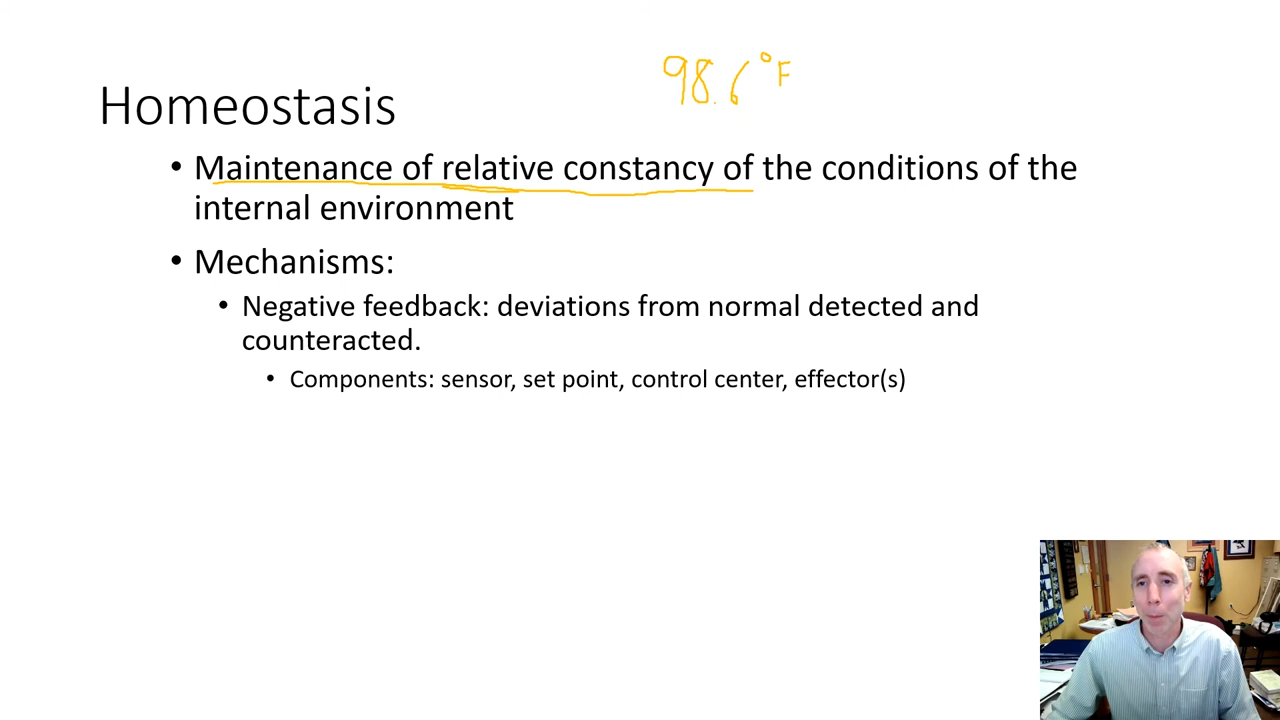 98.6°F
Homeostasis
• Maintenance of relative constancy of the conditions of the
internal environment
• Mechanisms:
• Negative feedback: deviations from normal detected and
counteracted.
• Components: sensor, set point, control center, effector(s)